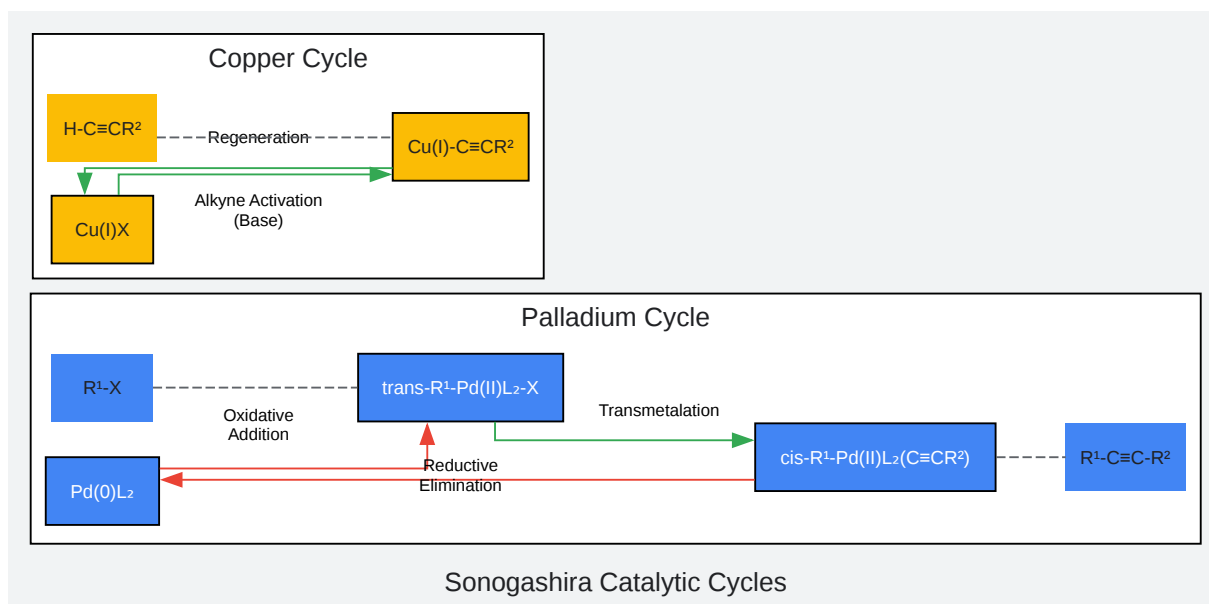 Copper Cycle
H-C≡CR²
Regeneration
Cu(I)-C≡CR²
Alkyne Activation
(Base)
Cu(I)X
Palladium Cycle
R¹-X
trans-R¹-Pd(II)L₂-X
Oxidative
Addition
Transmetalation
cis-R¹-Pd(II)L₂(C≡CR²)
R¹-C≡C-R²
Reductive
Elimination
Pd(0)L₂
Sonogashira Catalytic Cycles